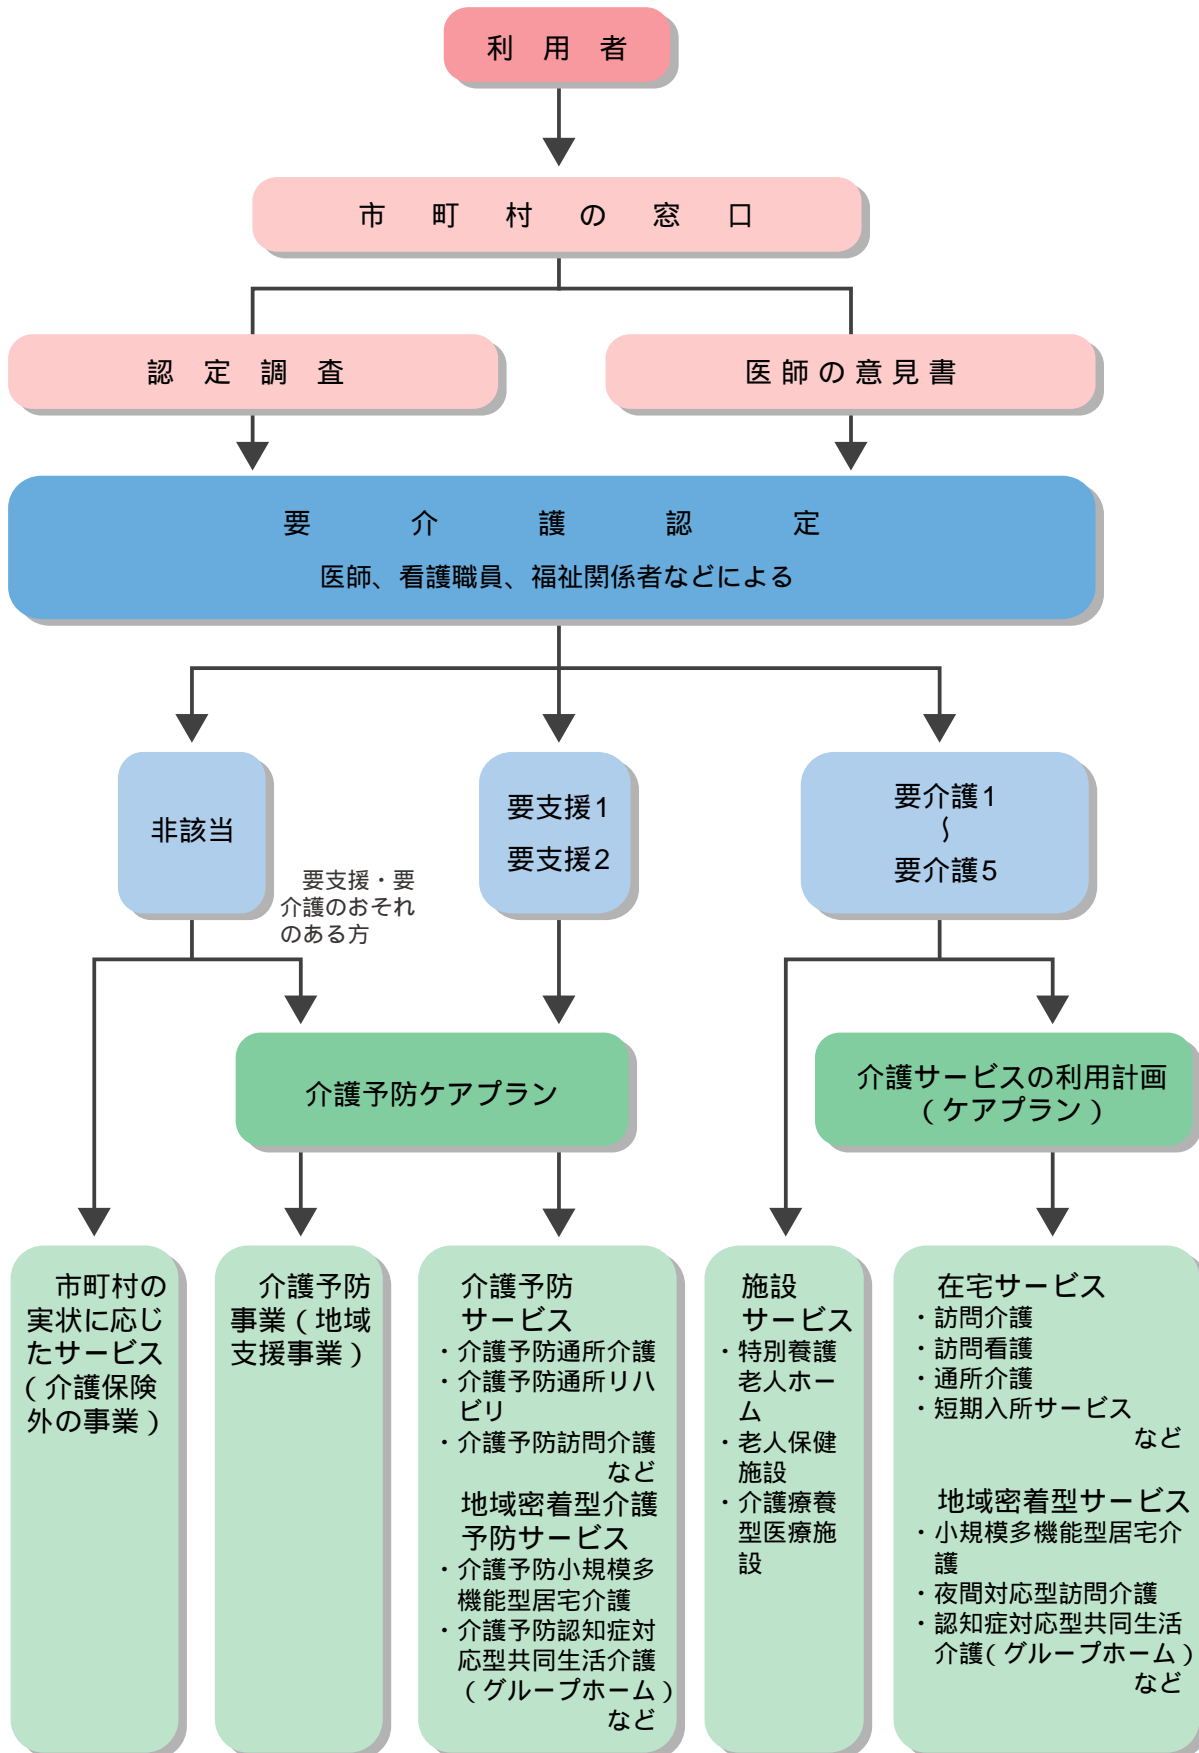 利用者
市町村の窓口
認定調査
医師の意見書
要介護認定
医師、看護職員、福祉関係者などによる
非該当
要支援・要
介護のおそれ
のある方
要支援1
要支援2
要介護1
〜
要介護5
介護予防ケアプラン
介護サービスの利用計画
（ケアプラン）
市町村の
実状に応じ
たサービス
（介護保険
外の事業）
介護予防
事業（地域
支援事業）
介護予防
サービス
・介護予防通所介護
・介護予防通所リハ
ビリ
・介護予防訪問介護
など
地域密着型介護
予防サービス
・介護予防小規模多
機能型居宅介護
・介護予防認知症対
応型共同生活介護
（グループホーム）
など
施設
サービス
・特別養護
老人ホー
ム
・老人保健
施設
・介護療養
型医療施
設
在宅サービス
・訪問介護
・訪問看護
・通所介護
・短期入所サービス
など
地域密着型サービス
・小規模多機能型居宅介
護
・夜間対応型訪問介護
・認知症対応型共同生活
介護（グループホーム）
など